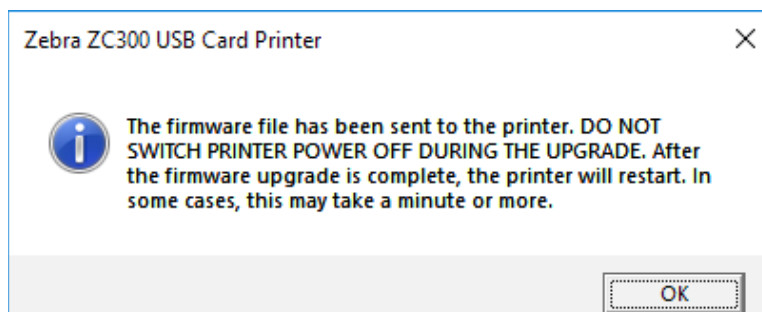 Zebra ZC300 USB Card Printer
The firmware file has been sent to the printer. DO NOT
SWITCH PRINTER POWER OFF DURING THE UPGRADE. After
the firmware upgrade is complete, the printer will restart. In
some cases, this may take a minute or more.
OK